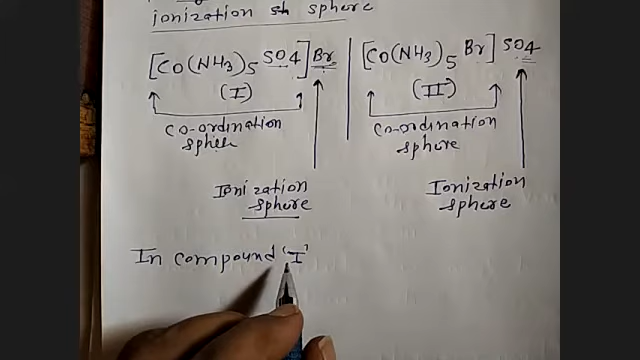 ionization sphere
[CO(NH3)5 SO4] Br
(I)
Co-ordination
sphere
Ionization
sphere
[CO(NH3)5 Br] SO4
(II)
Co-ordination
sphere
Ionization
sphere
In compound 'I'